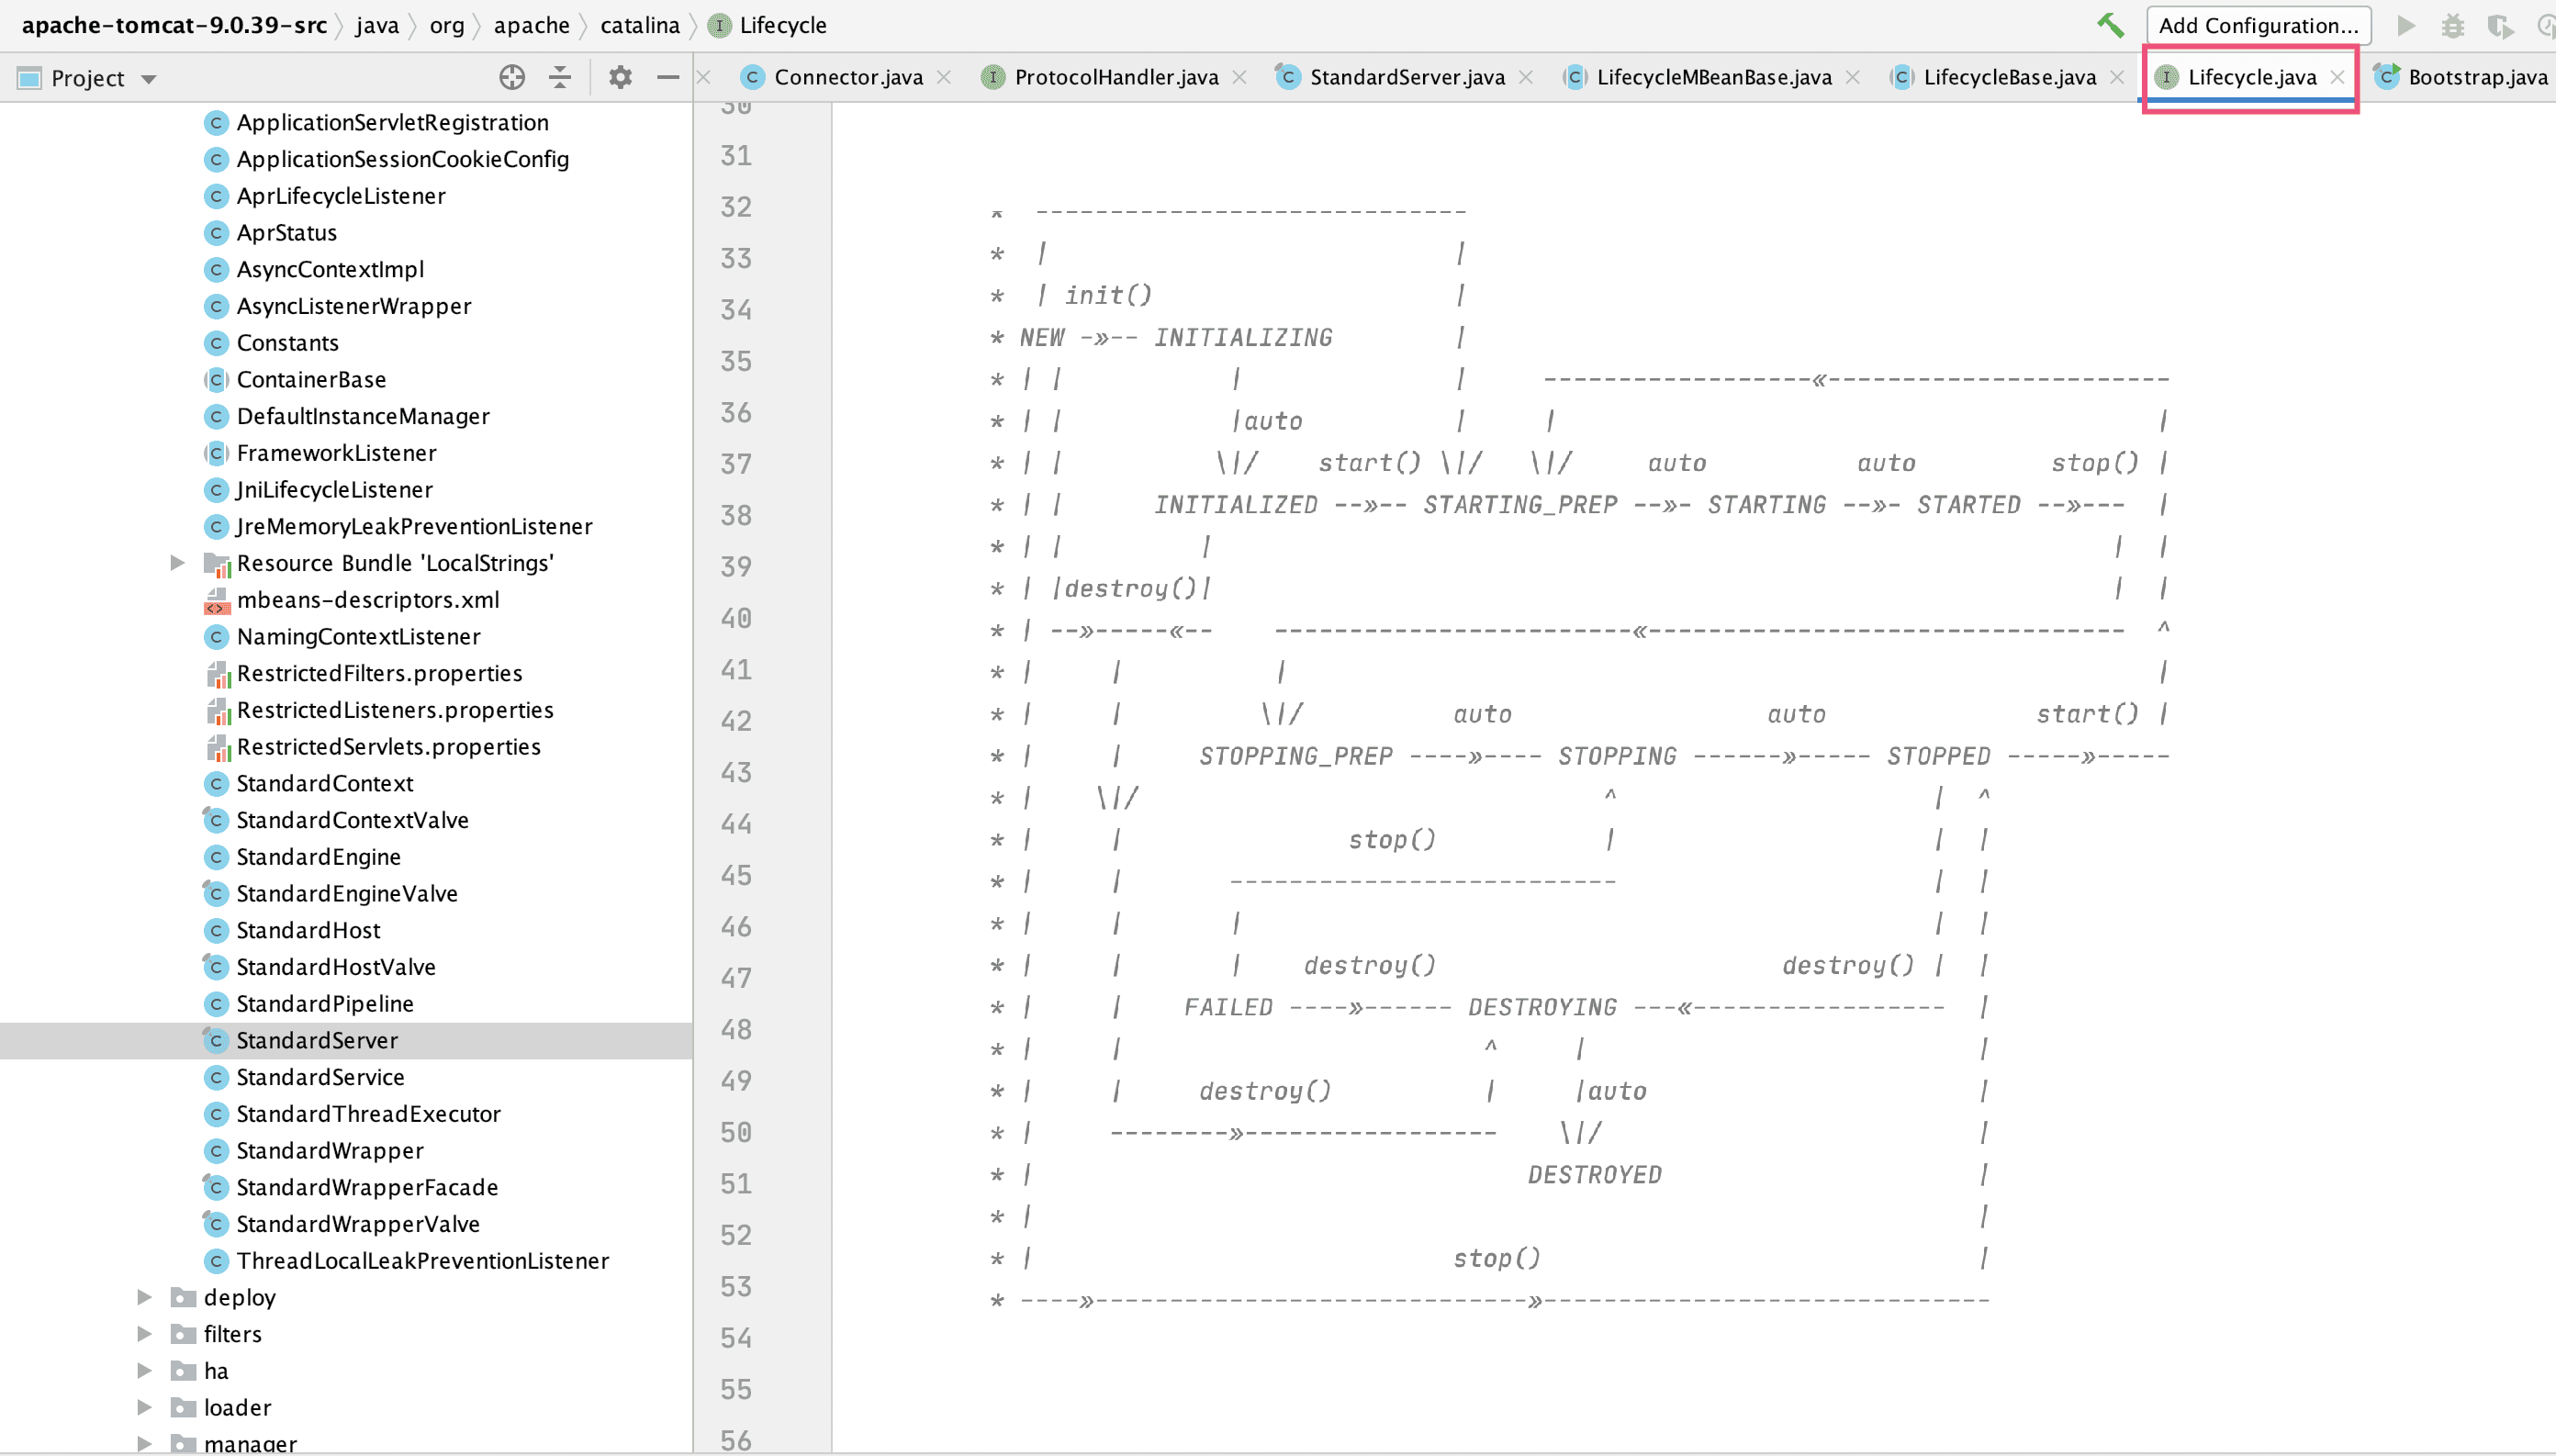 apache-tomcat-9.0.39-src java org apache catalina Lifecycle Add Configuration...
Project Connector.java ProtocolHandler.java StandardServer.java LifecycleMBeanBase.java LifecycleBase.java Lifecycle.java Bootstrap.java
ApplicationServletRegistration
ApplicationSessionCookieConfig
AprLifecycleListener
AprStatus
AsyncContextImpl
AsyncListenerWrapper
Constants
ContainerBase
DefaultInstanceManager
FrameworkListener
JniLifecycleListener
JreMemoryLeakPreventionListener
Resource Bundle 'LocalStrings'
mbeans-descriptors.xml
NamingContextListener
RestrictedFilters.properties
RestrictedListeners.properties
RestrictedServlets.properties
StandardContext
StandardContextValve
StandardEngine
StandardEngineValve
StandardHost
StandardHostValve
StandardPipeline
StandardServer
StandardService
StandardThreadExecutor
StandardWrapper
StandardWrapperFacade
StandardWrapperValve
ThreadLocalLeakPreventionListener
deploy
filters
ha
loader
manager
30
31
32
33
34
35
36
37
38
39
40
41
42
43
44
45
46
47
48
49
50
51
52
53
54
55
56
*  -----------------------------
*  |                           |
*  | init()                    |
* NEW -»-- INITIALIZING        |
* | |           |              |     ------------------«-----------------------
* | |           |auto          |     |                                        |
* | |          \|/    start() \|/   \|/     auto          auto         stop() |
* | |      INITIALIZED --»-- STARTING_PREP --»- STARTING --»- STARTED --»---  |
* | |         |                                                            |  |
* | |destroy()|                                                            |  |
* | --»-----«--    ------------------------«--------------------------------  ^
* |     |          |                                                          |
* |     |         \|/          auto                 auto              start() |
* |     |     STOPPING_PREP ----»---- STOPPING ------»----- STOPPED -----»-----
* |    \|/                               ^                     |  ^
* |     |               stop()           |                     |  |
* |     |       --------------------------                     |  |
* |     |       |                                              |  |
* |     |       |    destroy()                       destroy() |  |
* |     |    FAILED ----»------ DESTROYING ---«-----------------  |
* |     |                        ^     |                          |
* |     |     destroy()          |     |auto                      |
* |     --------»-----------------    \|/                         |
* |                                 DESTROYED                     |
* |                                                               |
* |                            stop()                             |
* ----»-----------------------------»------------------------------